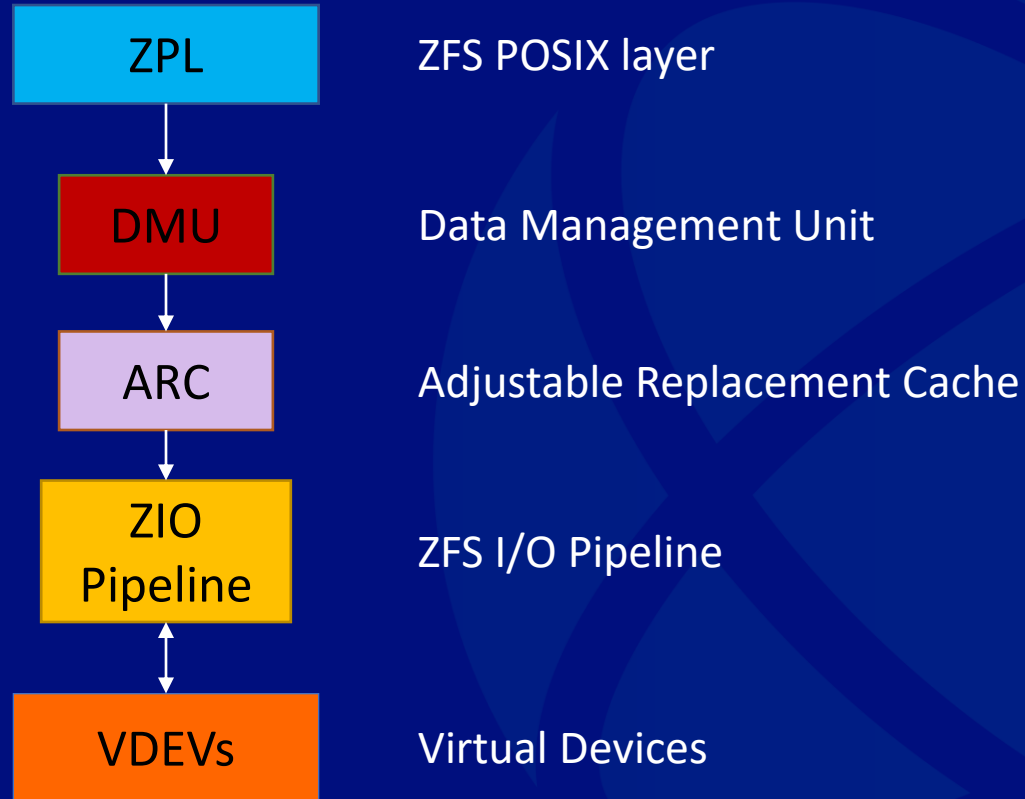 ZPL
ZFS POSIX layer
DMU
Data Management Unit
ARC
Adjustable Replacement Cache
ZIO
Pipeline
ZFS I/O Pipeline
VDEVs
Virtual Devices